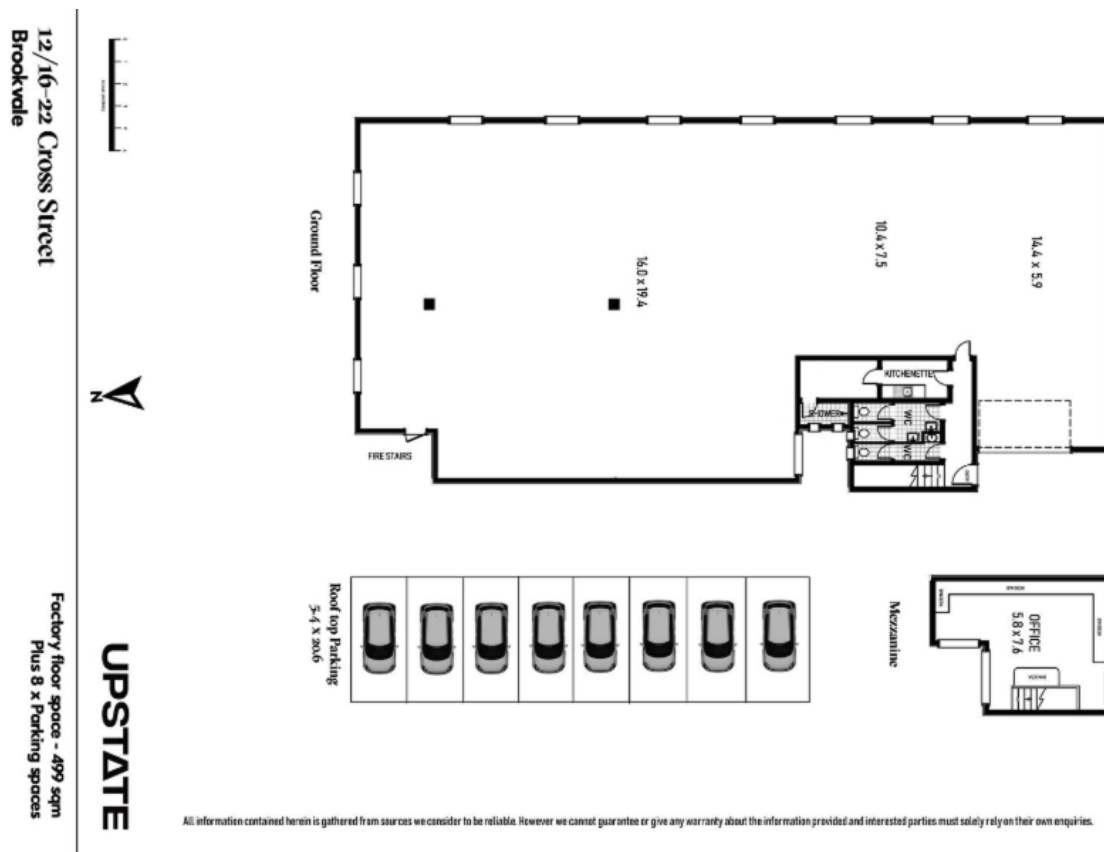 12/16-22 Cross Street
Brookvale
Ground Floor
16.0 x 19.4
10.4 x 7.5
14.4 x 5.9
KITCHENETTE
SHOWER
WC
WC
FIRE STAIRS
N
Roof top Parking
5.4 x 20.6
Mezzanine
OFFICE
5.8 x 7.6
UPSTATE
Factory floor space - 499 sqm
Plus 8 x Parking spaces
All information contained herein is gathered from sources we consider to be reliable. However we cannot guarantee or give any warranty about the information provided and interested parties must solely rely on their own enquiries.